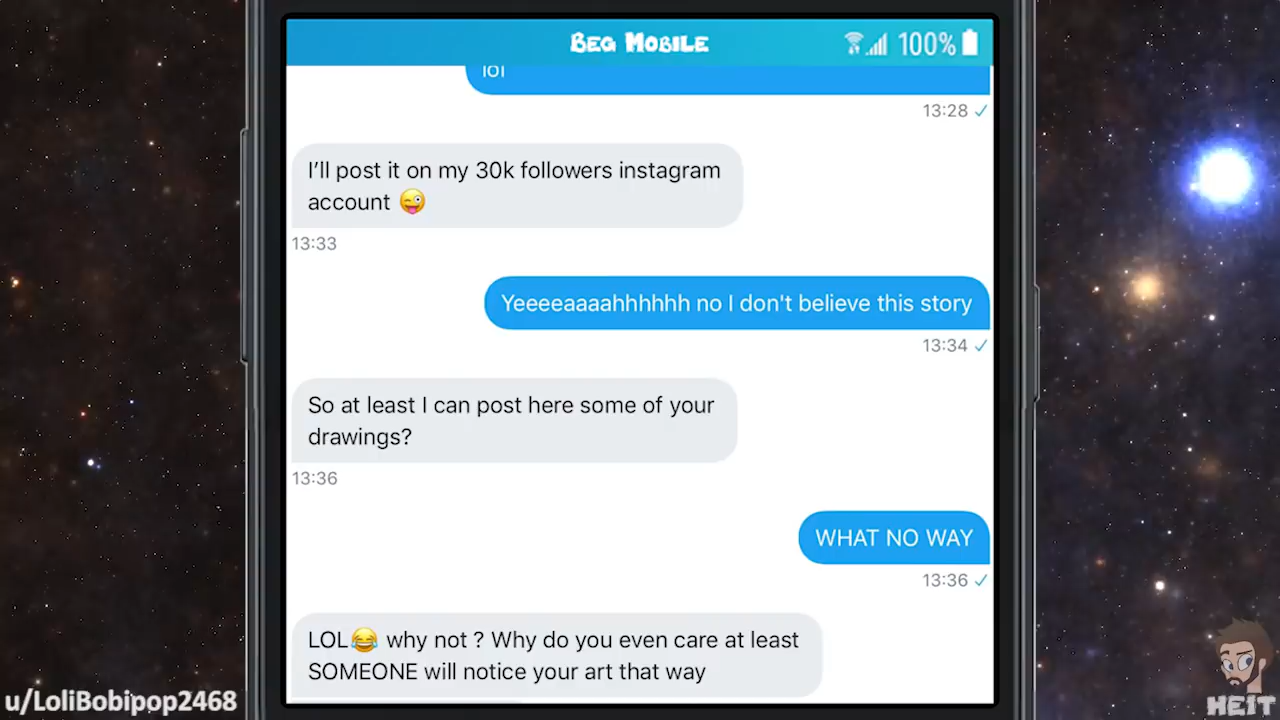 Beg Mobile
100%
lol
13:28
I'll post it on my 30k followers instagram
account 😜
13:33
Yeeeeaaaahhhhhh no I don't believe this story
13:34
So at least I can post here some of your
drawings?
13:36
WHAT NO WAY
13:36
LOL😂 why not ? Why do you even care at least
SOMEONE will notice your art that way
u/LoliBobipop2468
HEIT